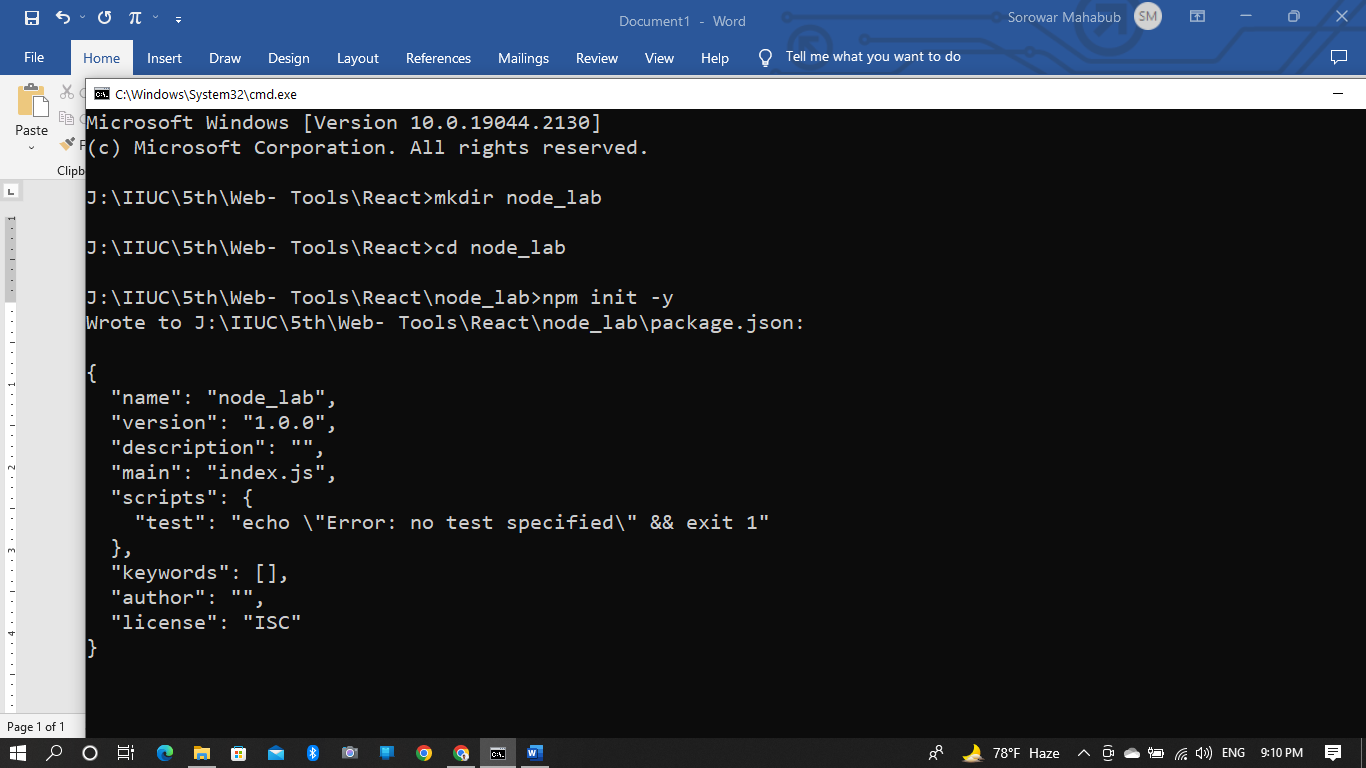 Document1 - Word
Sorowar Mahabub
SM
File Home Insert Draw Design Layout References Mailings Review View Help Tell me what you want to do
Paste
Clipb
C:\Windows\System32\cmd.exe
Microsoft Windows [Version 10.0.19044.2130]
(c) Microsoft Corporation. All rights reserved.
J:\IIUC\5th\Web- Tools\React>mkdir node_lab
J:\IIUC\5th\Web- Tools\React>cd node_lab
J:\IIUC\5th\Web- Tools\React\node_lab>npm init -y
Wrote to J:\IIUC\5th\Web- Tools\React\node_lab\package.json:
{
  "name": "node_lab",
  "version": "1.0.0",
  "description": "",
  "main": "index.js",
  "scripts": {
    "test": "echo \"Error: no test specified\" && exit 1"
  },
  "keywords": [],
  "author": "",
  "license": "ISC"
}
1
1
2
3
4
Page 1 of 1
78°F Haze
ENG
9:10 PM